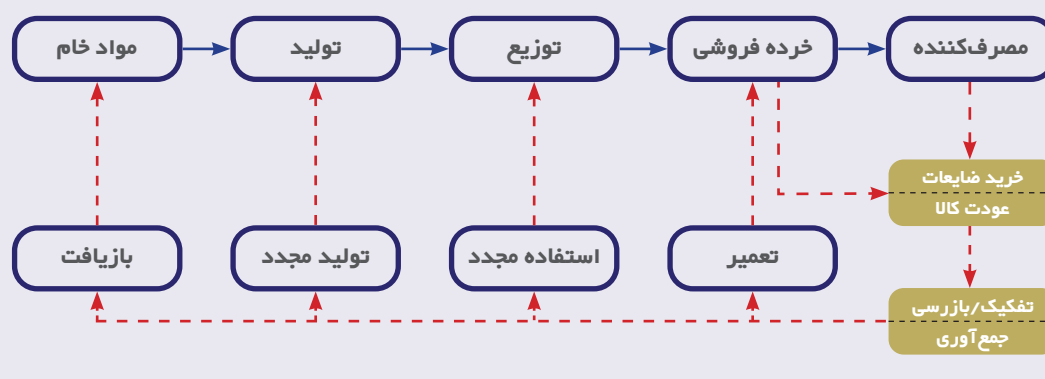 مواد خام
تولید
توزیع
خرده فروشی
مصرف‌کننده
خرید ضایعات
عودت کالا
بازیافت
تولید مجدد
استفاده مجدد
تعمیر
تفکیک/بازرسی
جمع‌آوری